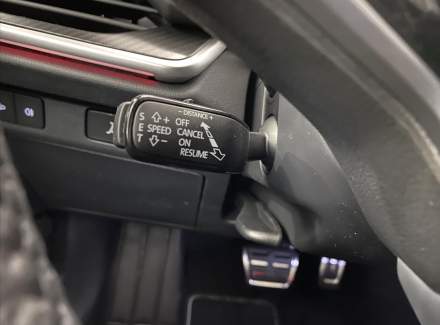 – DISTANCE +
S E T
+ OFF
SPEED CANCEL
– ON
RESUME